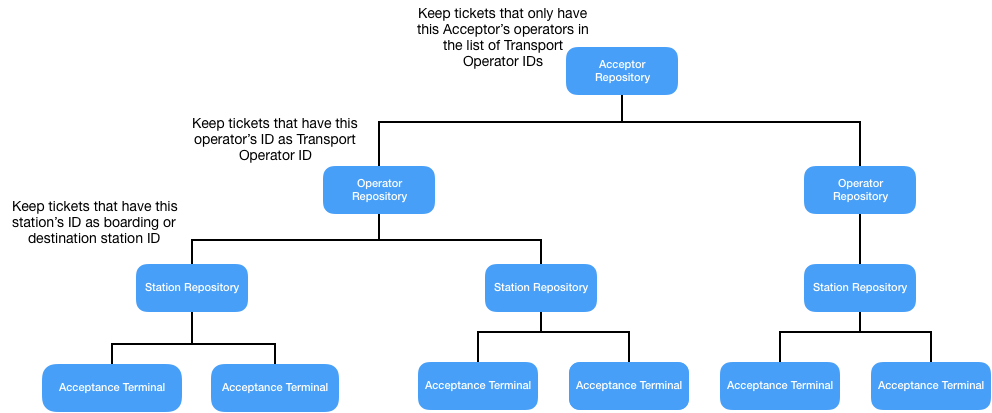 Keep tickets that only have
this Acceptor’s operators in
the list of Transport
Operator IDs
Acceptor
Repository
Keep tickets that have this
operator’s ID as Transport
Operator ID
Operator
Repository
Operator
Repository
Keep tickets that have this
station’s ID as boarding or
destination station ID
Station Repository
Station Repository
Station Repository
Acceptance Terminal
Acceptance Terminal
Acceptance Terminal
Acceptance Terminal
Acceptance Terminal
Acceptance Terminal